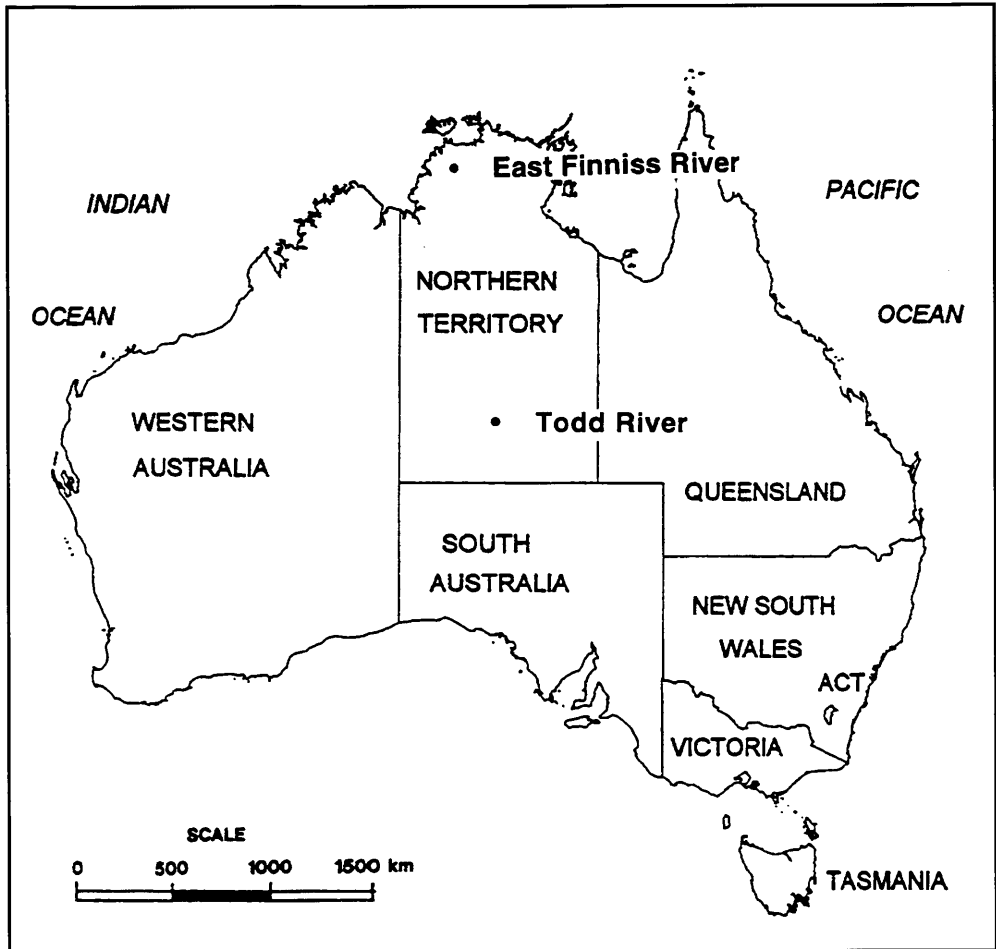 East Finniss River
INDIAN
PACIFIC
NORTHERN
TERRITORY
OCEAN
OCEAN
WESTERN
AUSTRALIA
Todd River
QUEENSLAND
SOUTH
AUSTRALIA
NEW SOUTH
WALES
ACT
VICTORIA
SCALE
0 500 1000 1500 km
TASMANIA